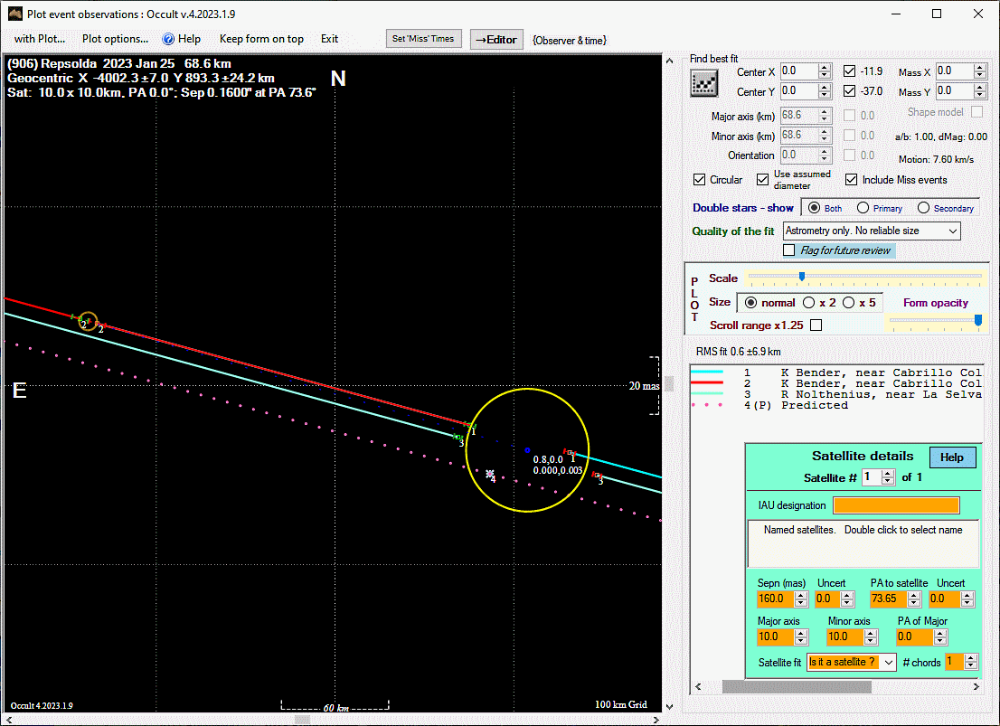 Plot event observations : Occult v.4.2023.1.9
with Plot... Plot options... Help Keep form on top Exit Set 'Miss' Times →Editor {Observer & time}
(906) Repsolda 2023 Jan 25 68.6 km
Geocentric X -4002.3 ±7.0 Y 893.3 ±24.2 km
Sat: 10.0 x 10.0km, PA 0.0°: Sep 0.1600" at PA 73.6°
N
E
2
2
1
3
4
0.8,0.0
0.000,0.003
1
3
20 mas
Occult 4.2023.1.9
60 km
100 km Grid
Find best fit
Center X 0.0 -11.9 Mass X 0.0
Center Y 0.0 -37.0 Mass Y 0.0
Shape model
Major axis (km) 68.6 0.0
Minor axis (km) 68.6 0.0 a/b: 1.00, dMag: 0.00
Orientation 0.0 0.0 Motion: 7.60 km/s
Circular Use assumed diameter Include Miss events
Double stars - show Both Primary Secondary
Quality of the fit Astrometry only. No reliable size
Flag for future review
PLOT
Scale
Size normal x 2 x 5 Form opacity
Scroll range x1.25
RMS fit 0.6 ±6.9 km
1 K Bender, near Cabrillo Col
2 K Bender, near Cabrillo Col
3 R Nolthenius, near La Selva
4(P) Predicted
Satellite details Help
Satellite # 1 of 1
IAU designation
Named satellites. Double click to select name
Sepn (mas) Uncert PA to satellite Uncert
160.0 0.0 73.65 0.0
Major axis Minor axis PA of Major
10.0 10.0 0.0
Satellite fit Is it a satellite ? # chords 1